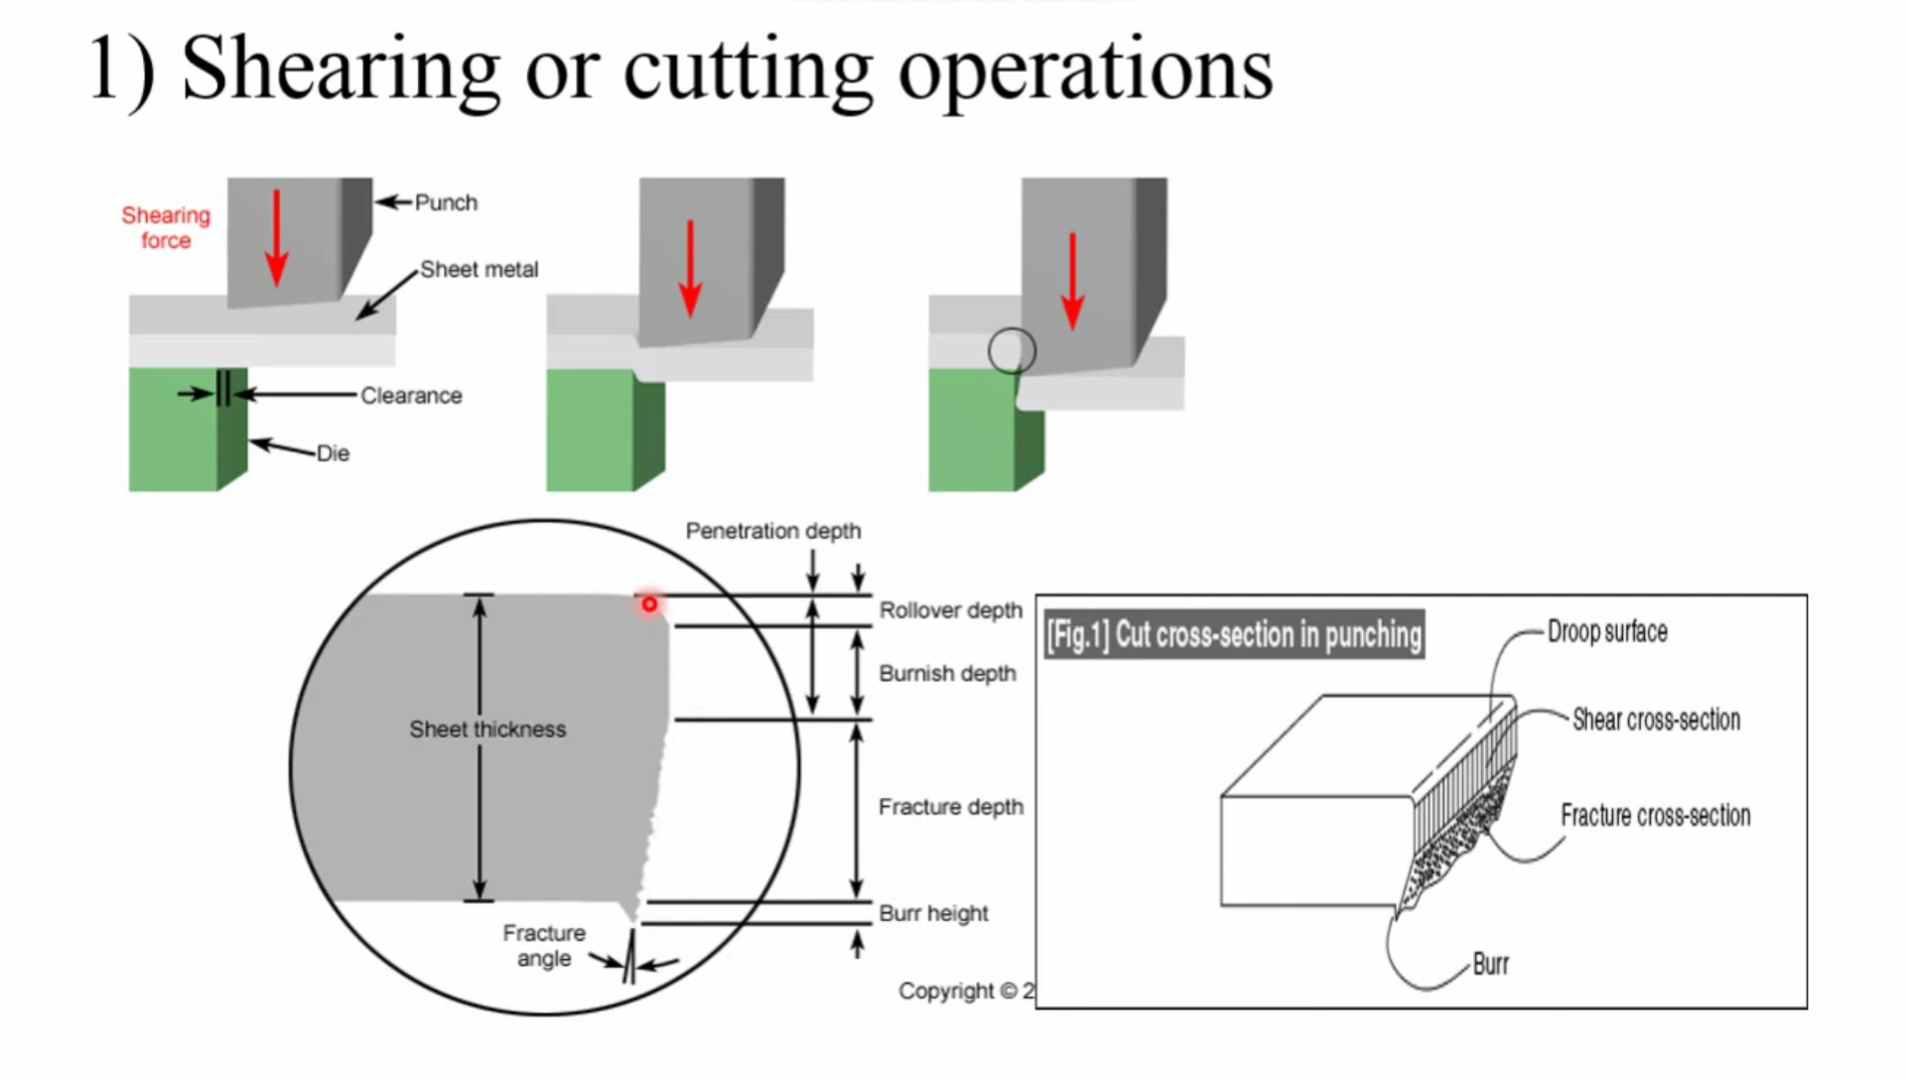 1) Shearing or cutting operations
Shearing
force
Punch
Sheet metal
Clearance
Die
Penetration depth
Rollover depth
Burnish depth
Sheet thickness
Fracture depth
Burr height
Fracture
angle
Copyright © 2
[Fig.1] Cut cross-section in punching
Droop surface
Shear cross-section
Fracture cross-section
Burr